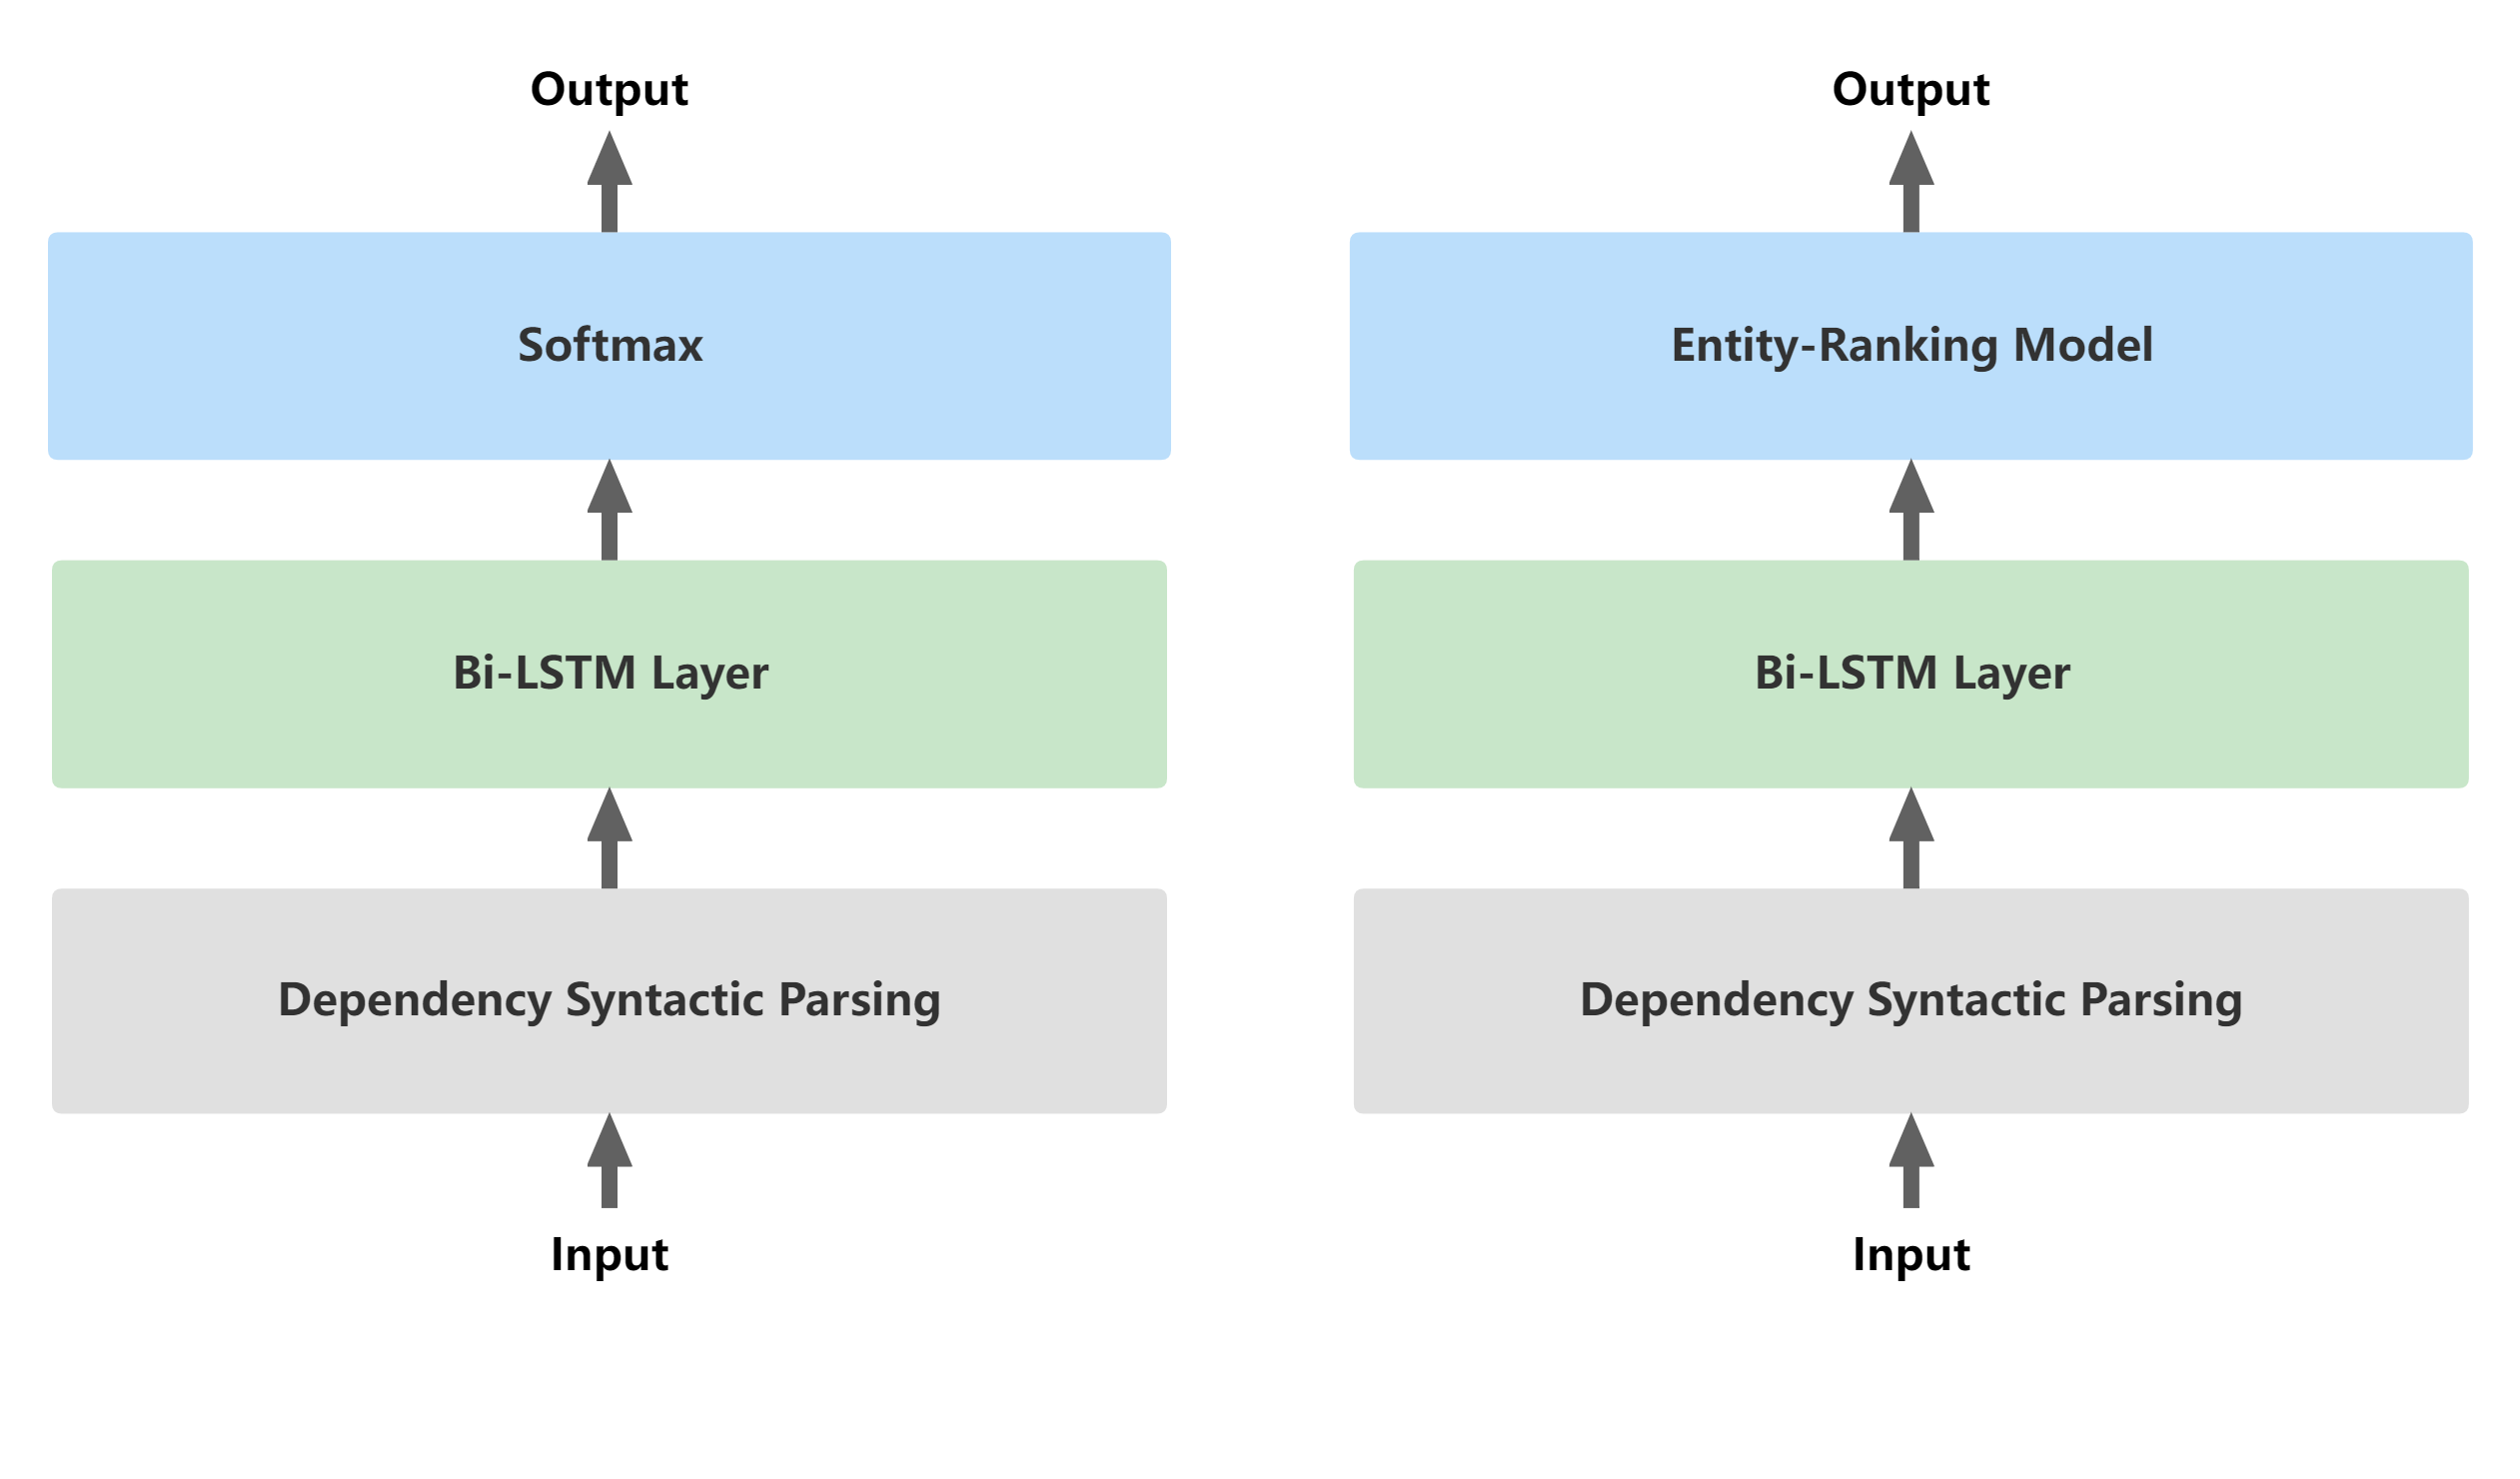 Output
Softmax
Bi-LSTM Layer
Dependency Syntactic Parsing
Input
Output
Entity-Ranking Model
Bi-LSTM Layer
Dependency Syntactic Parsing
Input